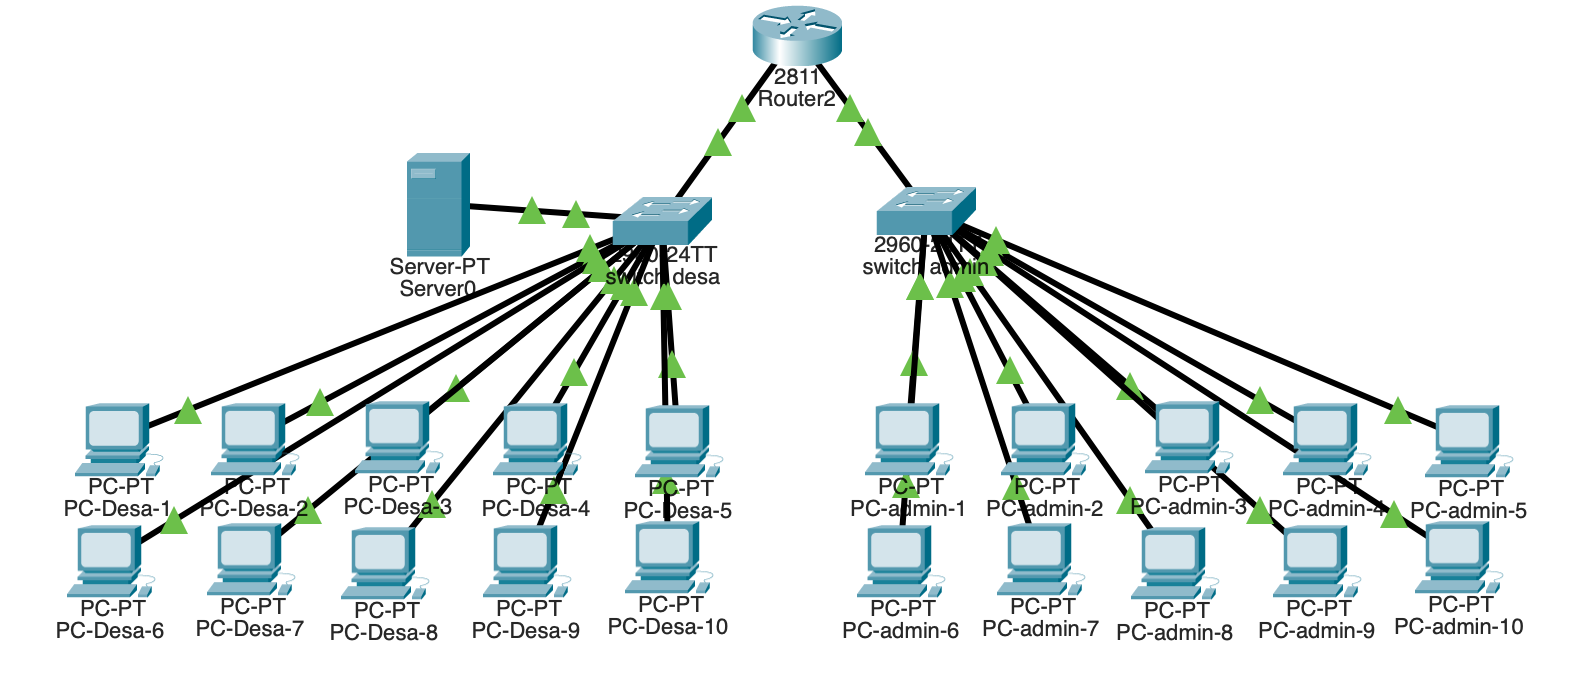 2811
Router2
Server-PT
Server0
24TT
switch desa
switch admin
PC-PT
PC-Desa-1
PC-PT
PC-Desa-2
PC-PT
PC-Desa-3
PC-PT
PC-Desa-4
PC-PT
PC-Desa-5
PC-PT
PC-admin-1
PC-PT
PC-admin-2
PC-PT
PC-admin-3
PC-PT
PC-admin-4
PC-PT
PC-admin-5
PC-PT
PC-Desa-6
PC-PT
PC-Desa-7
PC-PT
PC-Desa-8
PC-PT
PC-Desa-9
PC-PT
PC-Desa-10
PC-PT
PC-admin-6
PC-PT
PC-admin-7
PC-PT
PC-admin-8
PC-PT
PC-admin-9
PC-PT
PC-admin-10